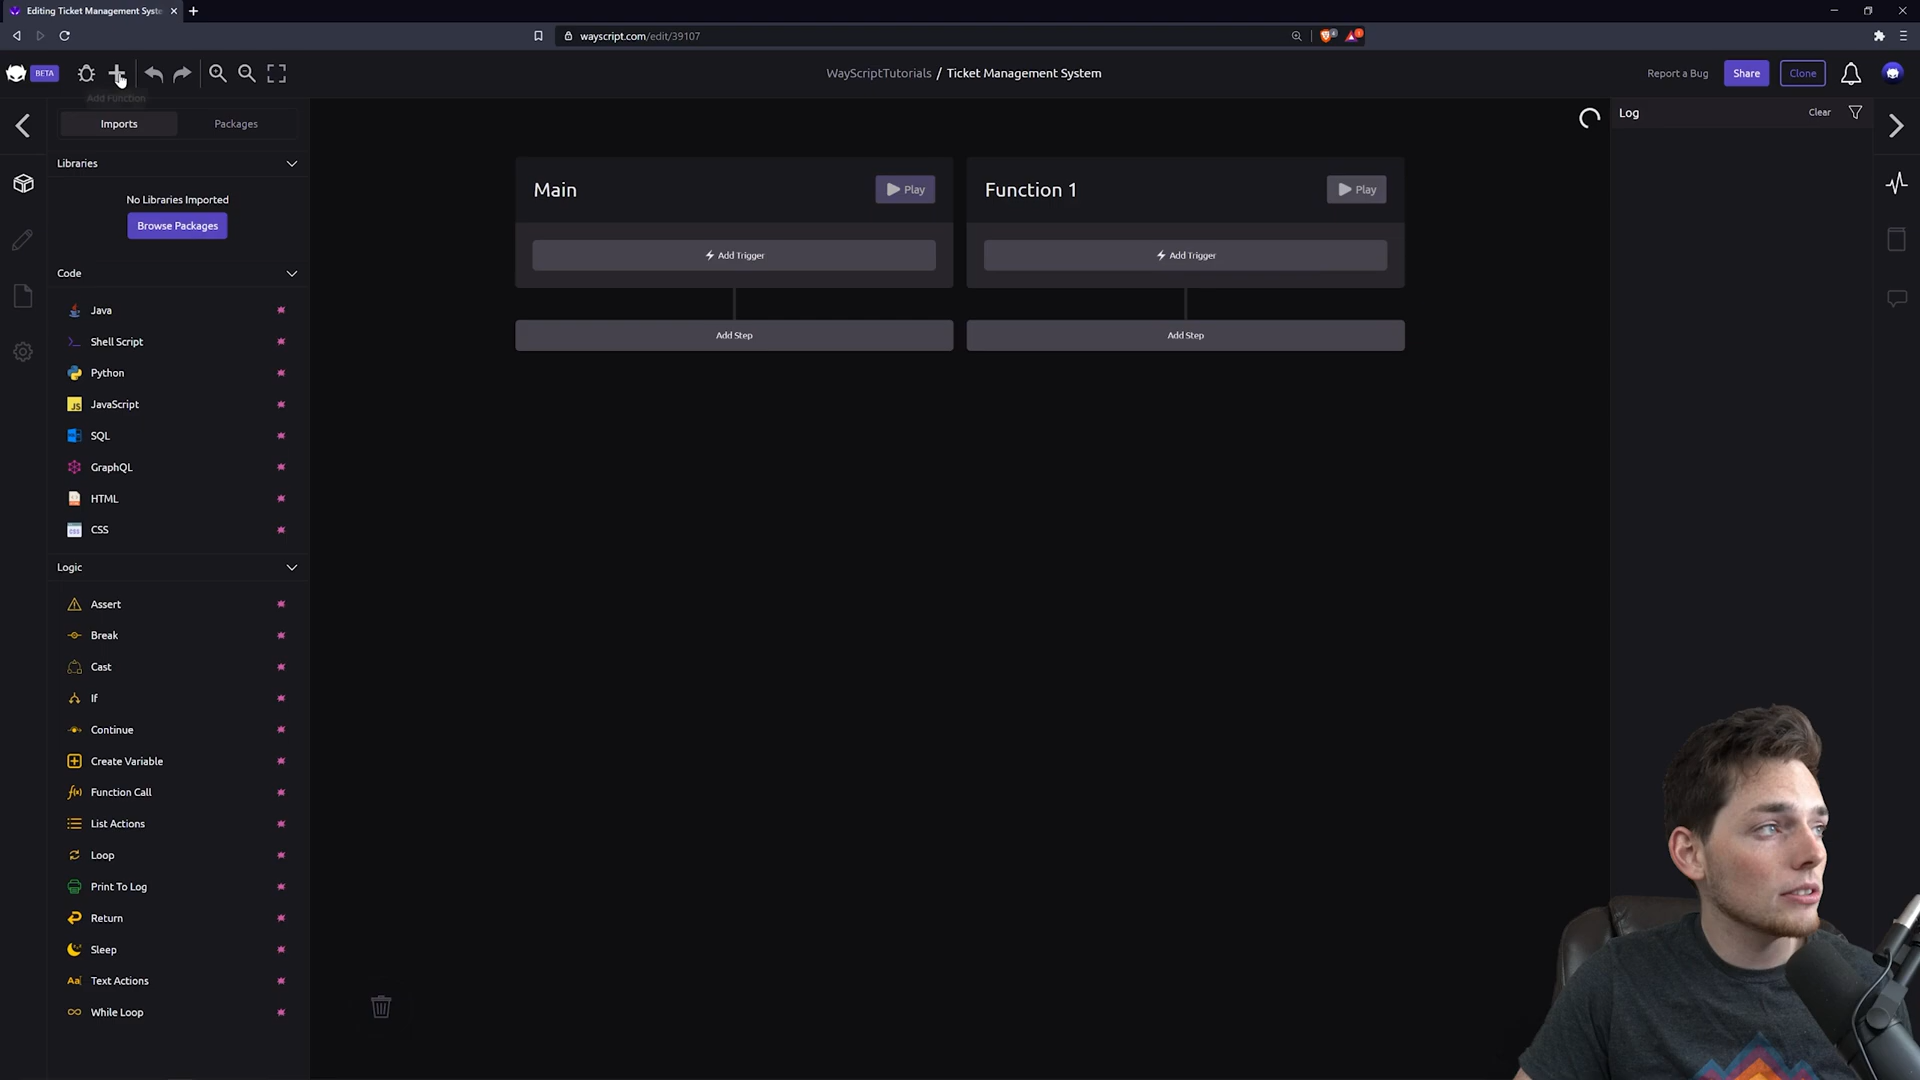 Editing Ticket Management Syste
wayscript.com/edit/39107
BETA
WayScriptTutorials / Ticket Management System
Report a Bug
Share
Clone
Add Function
Imports
Packages
Log
Clear
Libraries
No Libraries Imported
Browse Packages
Main
Play
Function 1
Play
Add Trigger
Add Trigger
Add Step
Add Step
Code
Java
Shell Script
Python
JavaScript
SQL
GraphQL
HTML
CSS
Logic
Assert
Break
Cast
If
Continue
Create Variable
Function Call
List Actions
Loop
Print To Log
Return
Sleep
Text Actions
While Loop